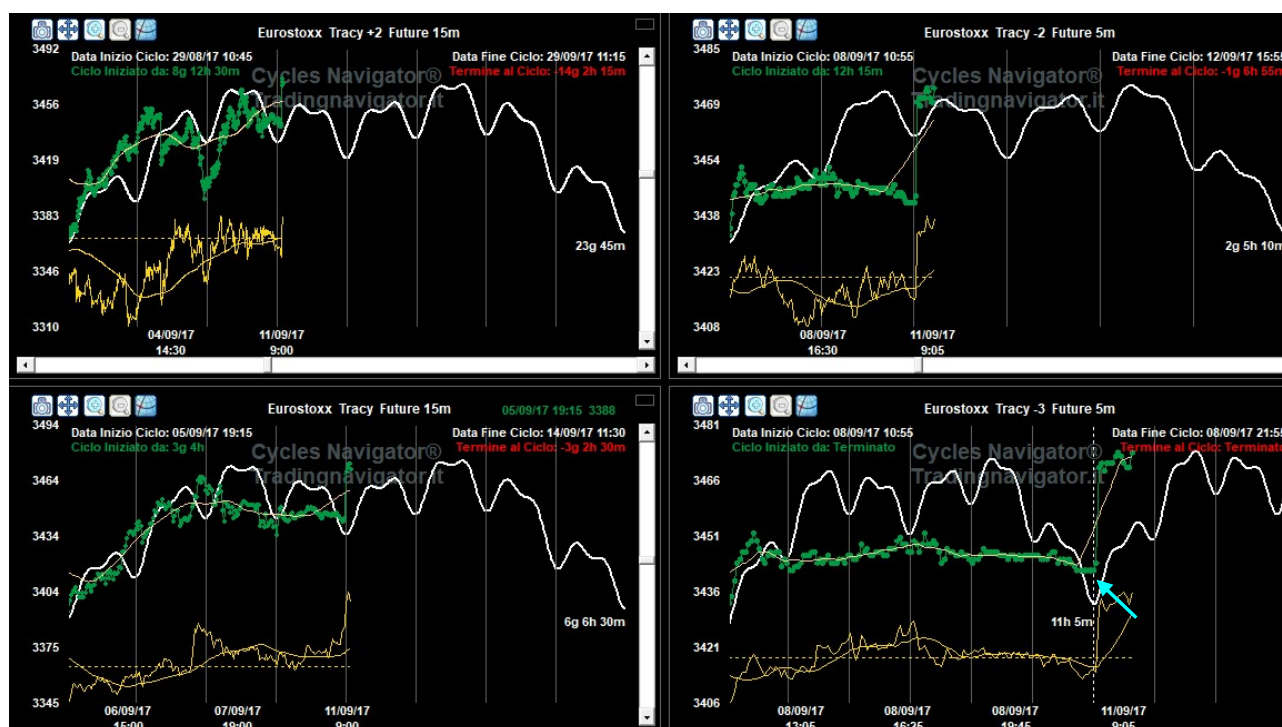 Eurostoxx Tracy +2 Future 15m
3492
Data Inizio Ciclo: 29/08/17 10:45
Data Fine Ciclo: 29/09/17 11:15
Ciclo Iniziato da: 8g 12h 30m
Termine al Ciclo: -14g 2h 15m
Cycles Navigator®
Tradingnavigator.it
3456
3419
3383
3346
3310
23g 45m
04/09/17
14:30
11/09/17
9:00
Eurostoxx Tracy -2 Future 5m
3485
Data Inizio Ciclo: 08/09/17 10:55
Data Fine Ciclo: 12/09/17 15:55
Ciclo Iniziato da: 12h 15m
Termine al Ciclo: -1g 6h 55m
Cycles Navigator®
Tradingnavigator.it
3469
3454
3438
3423
3408
2g 5h 10m
08/09/17
16:30
11/09/17
9:05
Eurostoxx Tracy Future 15m
05/09/17 19:15 3388
3494
Data Inizio Ciclo: 05/09/17 19:15
Data Fine Ciclo: 14/09/17 11:30
Ciclo Iniziato da: 3g 4h
Termine al Ciclo: -3g 2h 30m
Cycles Navigator®
Tradingnavigator.it
3464
3434
3404
3375
3345
6g 6h 30m
06/09/17
15:00
07/09/17
19:00
11/09/17
9:00
Eurostoxx Tracy -3 Future 5m
3481
Data Inizio Ciclo: 08/09/17 10:55
Data Fine Ciclo: 08/09/17 21:55
Ciclo Iniziato da: Terminato
Termine al Ciclo: Terminato
Cycles Navigator®
Tradingnavigator.it
3466
3451
3436
3421
3406
11h 5m
08/09/17
13:05
08/09/17
16:35
08/09/17
19:45
11/09/17
9:05